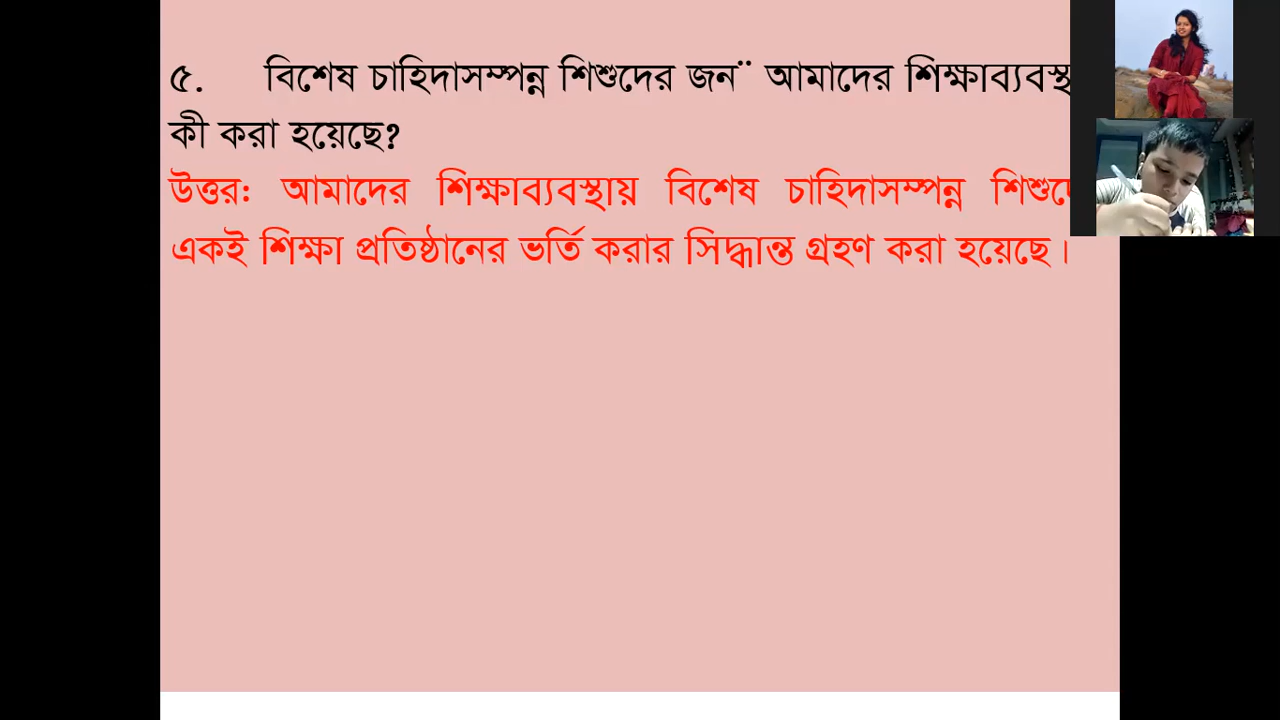 ৫. বিশেষ চাহিদাসম্পন্ন শিশুদের জন¨ আমাদের
কী করা হয়েছে?
উত্তর: আমাদের শিক্ষাব্যবস্থায় বিশেষ চাহিদাসম্পন্ন
একই শিক্ষা প্রতিষ্ঠানের ভর্তি করার সিদ্ধান্ত গ্রহণ করা হয়েছে।